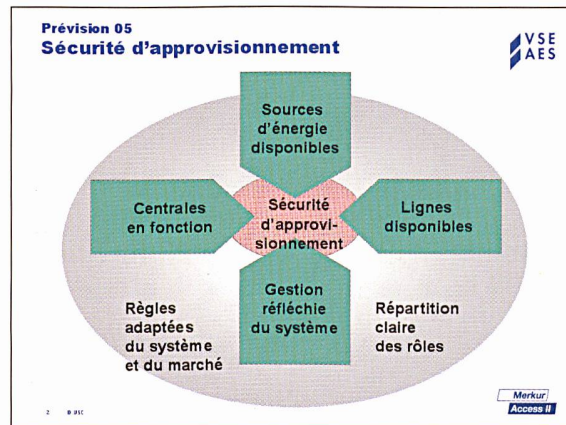 Prévision 05
Sécurité d'approvisionnement
VSE
AES
Sources
d'énergie
disponibles
Centrales
en fonction
Sécurité
d'approvi-
sionnement
Lignes
disponibles
Gestion
réfléchie
du système
Règles
adaptées
du système
et du marché
Répartition
claire
des rôles
2
Merkur
Access II